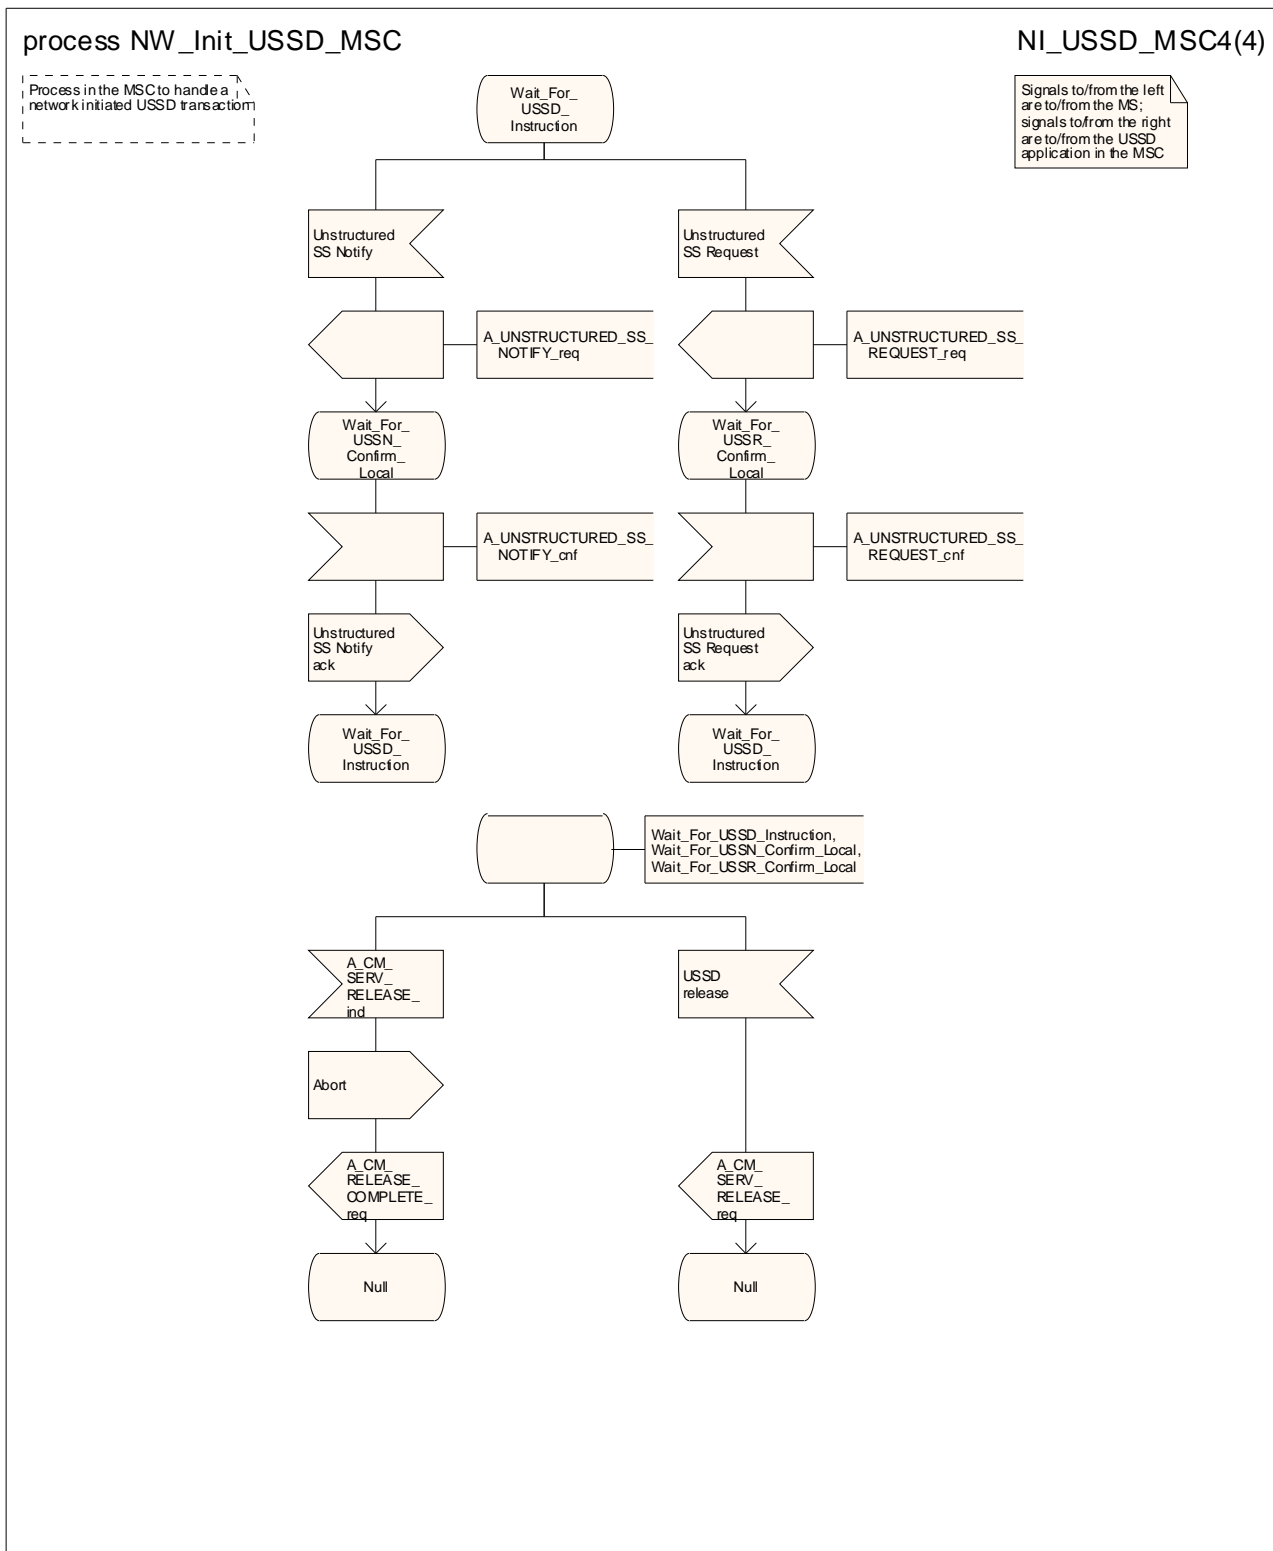 process NW_Init_USSD_MSC
NI_USSD_MSC4(4)
Process in the MSC to handle a
network initiated USSD transaction
Signals to/from the left
are to/from the MS;
signals to/from the right
are to/from the USSD
application in the MSC
Wait_For_
USSD_
Instruction
Unstructured
SS Notify
Unstructured
SS Request
A_UNSTRUCTURED_SS_
NOTIFY_req
A_UNSTRUCTURED_SS_
REQUEST_req
Wait_For_
USSN_
Confirm_
Local
Wait_For_
USSR_
Confirm_
Local
A_UNSTRUCTURED_SS_
NOTIFY_cnf
A_UNSTRUCTURED_SS_
REQUEST_cnf
Unstructured
SS Notify
ack
Unstructured
SS Request
ack
Wait_For_
USSD_
Instruction
Wait_For_
USSD_
Instruction
Wait_For_USSD_Instruction,
Wait_For_USSN_Confirm_Local,
Wait_For_USSR_Confirm_Local
A_CM_
SERV_
RELEASE_
ind
USSD
release
Abort
A_CM_
RELEASE_
COMPLETE_
req
A_CM_
SERV_
RELEASE_
req
Null
Null